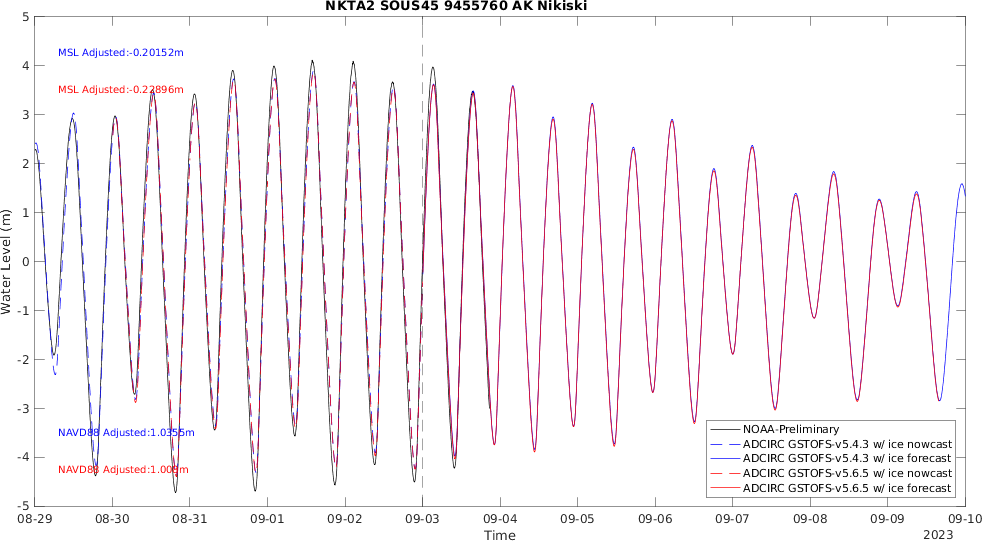 NKTA2 SOUS45 9455760 AK Nikiski
5
4
3
2
1
0
-1
-2
-3
-4
-5
Water Level (m)
MSL Adjusted:-0.20152m
MSL Adjusted:-0.22896m
NAVD88 Adjusted:1.0355m
NAVD88 Adjusted:1.008m
NOAA-Preliminary
ADCIRC GSTOFS-v5.4.3 w/ ice nowcast
ADCIRC GSTOFS-v5.4.3 w/ ice forecast
ADCIRC GSTOFS-v5.6.5 w/ ice nowcast
ADCIRC GSTOFS-v5.6.5 w/ ice forecast
08-29 08-30 08-31 09-01 09-02 09-03 09-04 09-05 09-06 09-07 09-08 09-09 09-10
Time
2023